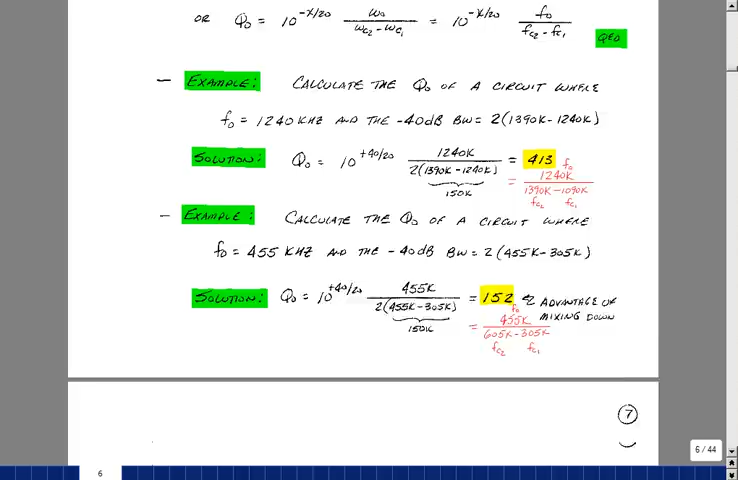 OR Q₀ = 10^-X/20 ω₀ / (ωc2 - ωc1) = 10^-X/20 f₀ / (fc2 - fc1)
QED
- EXAMPLE: CALCULATE THE Q₀ OF A CIRCUIT WHERE
f₀ = 1240KHZ AND THE -40dB BW = 2(1390K-1240K)
SOLUTION: Q₀ = 10^+40/20 1240K / 2(1390K-1240K) = 413
150K
= 1240K / (1390K-1090K)
f₀
fc2 fc1
- EXAMPLE: CALCULATE THE Q₀ OF A CIRCUIT WHERE
f₀ = 455 KHZ AND THE -40dB BW = 2(455K-305K)
SOLUTION: Q₀ = 10^+40/20 455K / 2(455K-305K) = 152
150K
ADVANTAGE OF
MIXING DOWN
= 455K / (605K-305K)
f₀
fc2 fc1
7
6 / 44
6